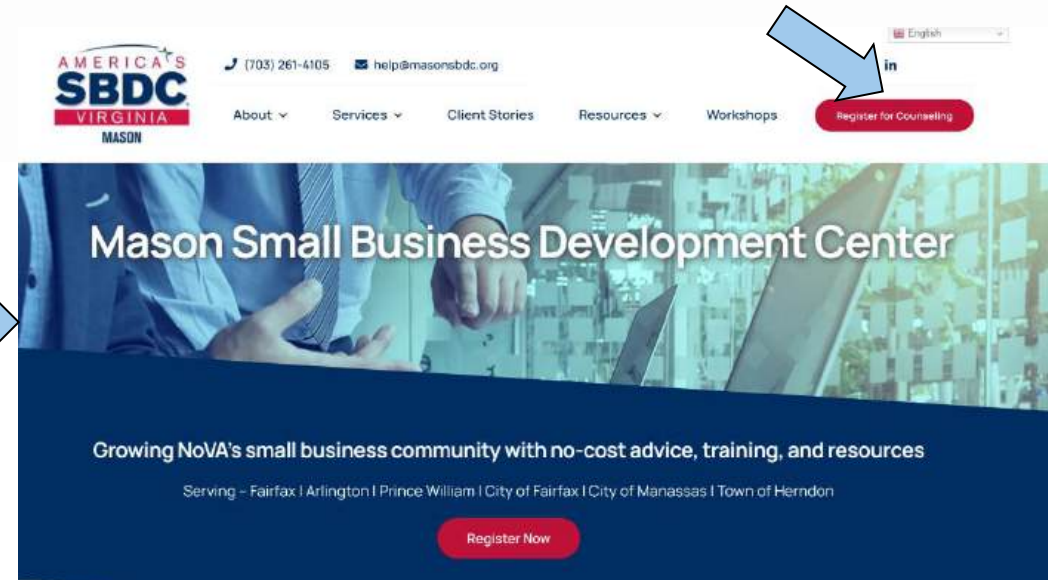 English
AMERICA'S
SBDC
VIRGINIA
MASON
(703) 261-4105
help@masonsbdc.org
in
About
Services
Client Stories
Resources
Workshops
Register for Counseling
Mason Small Business Development Center
Growing NoVA's small business community with no-cost advice, training, and resources
Serving – Fairfax I Arlington I Prince William I City of Fairfax I City of Manassas I Town of Herndon
Register Now